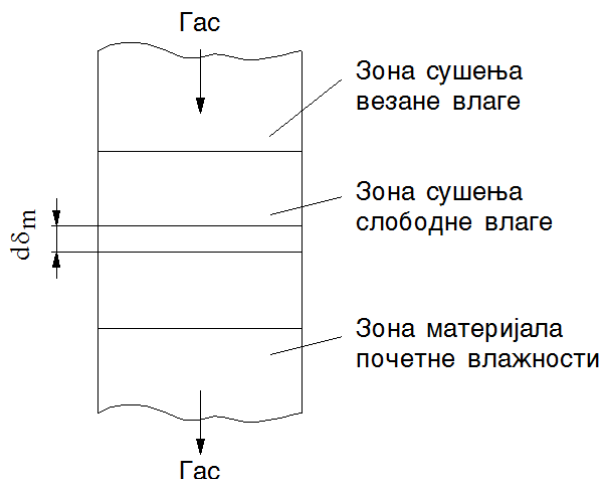 Гас
Зона сушења
везане влаге
Зона сушења
слободне влаге
dδm
Зона материјала
почетне влажности
Гас